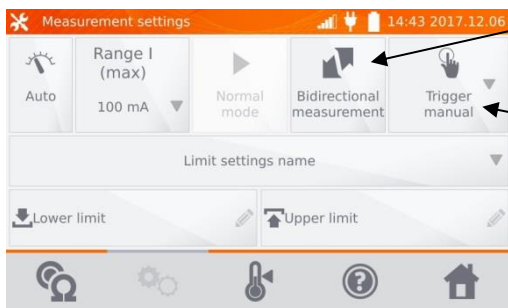 Measurement settings
14:43 2017.12.06
Auto
Range I
(max)
100 mA
Normal
mode
Bidirectional
measurement
Trigger
manual
Limit settings name
Lower limit
Upper limit